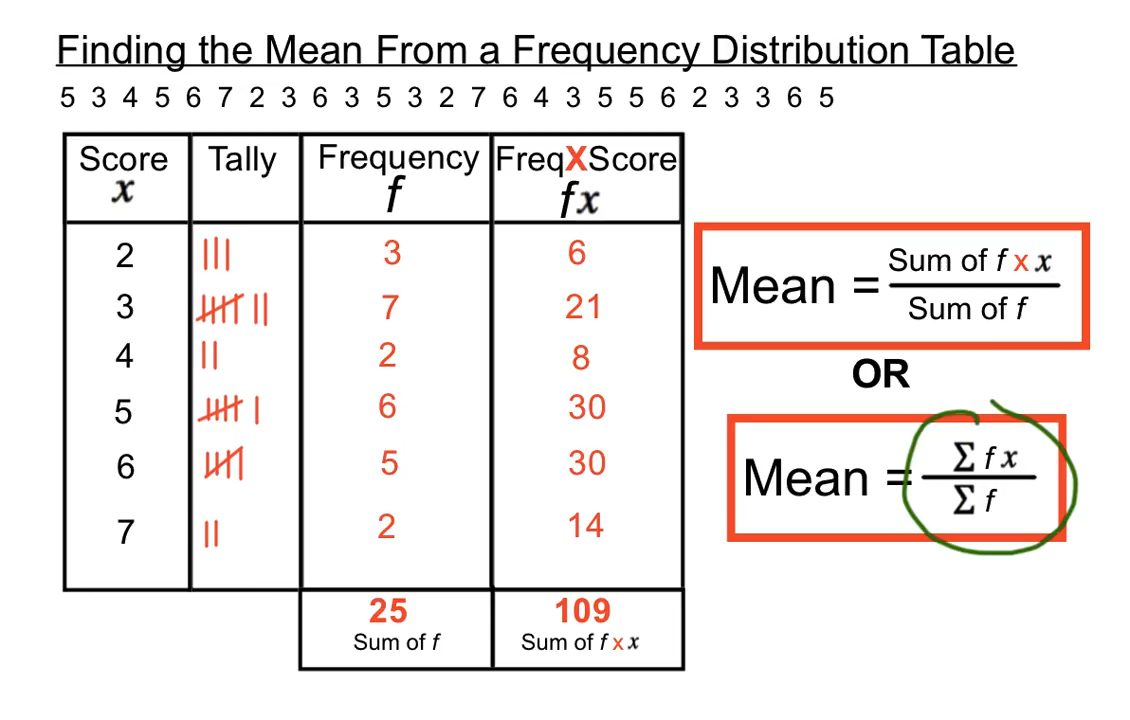 Finding the Mean From a Frequency Distribution Table
5 3 4 5 6 7 2 3 6 3 5 3 2 7 6 4 3 5 5 6 2 3 3 6 5
Score Tally Frequency FreqXScore
x f fx
2 3 6
3 7 21
4 2 8
5 6 30
6 5 30
7 2 14
25 109
Sum of f Sum of f x x
Mean = Sum of f x x
Sum of f
OR
Mean = Σ f x
Σ f